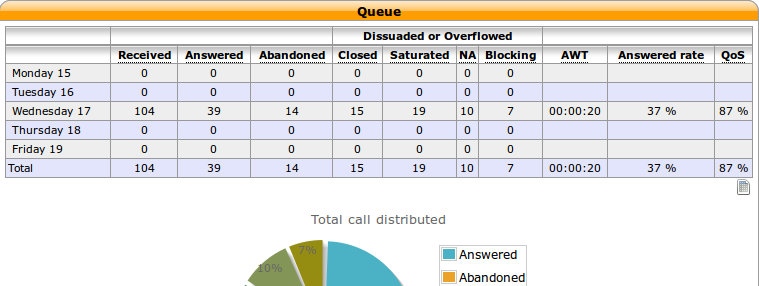 Queue
Dissuaded or Overflowed
Received Answered Abandoned Closed Saturated NA Blocking AWT Answered rate QoS
Monday 15 0 0 0 0 0 0 0
Tuesday 16 0 0 0 0 0 0 0
Wednesday 17 104 39 14 15 19 10 7 00:00:20 37 % 87 %
Thursday 18 0 0 0 0 0 0 0
Friday 19 0 0 0 0 0 0 0
Total 104 39 14 15 19 10 7 00:00:20 37 % 87 %
Total call distributed
7%
10%
Answered
Abandoned